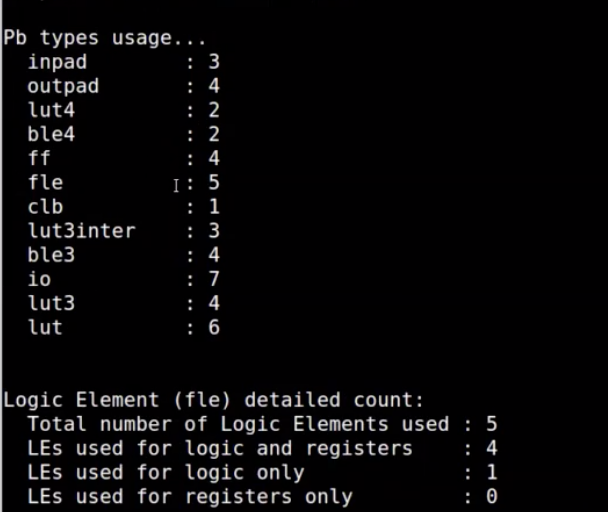 Pb types usage...
  inpad          : 3
  outpad         : 4
  lut4           : 2
  ble4           : 2
  ff             : 4
  fle            : 5
  clb            : 1
  lut3inter      : 3
  ble3           : 4
  io             : 7
  lut3           : 4
  lut            : 6
Logic Element (fle) detailed count:
  Total number of Logic Elements used : 5
  LEs used for logic and registers    : 4
  LEs used for logic only             : 1
  LEs used for registers only         : 0